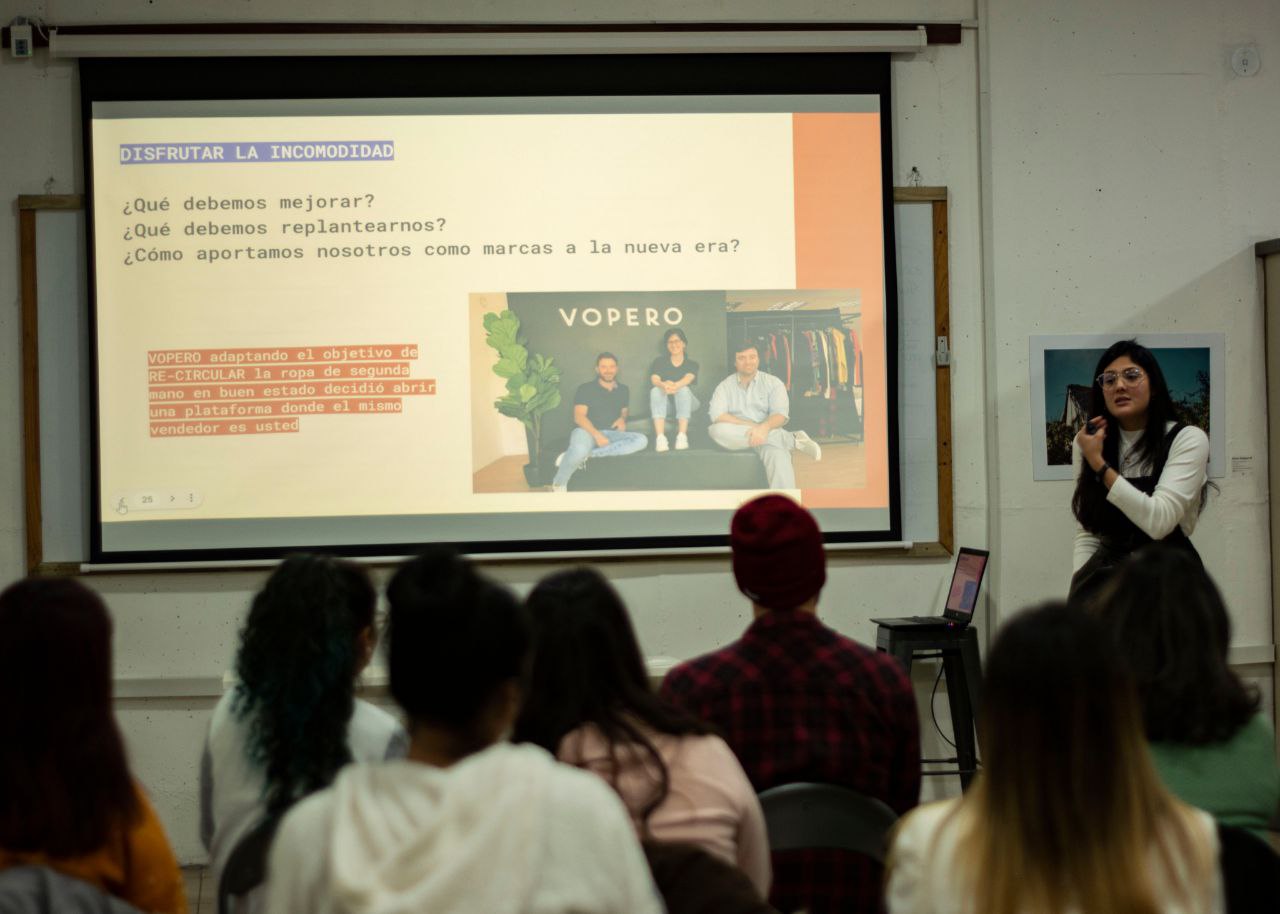 DISFRUTAR LA INCOMODIDAD
¿Qué debemos mejorar?
¿Qué debemos replantearnos?
¿Cómo aportamos nosotros como marcas a la nueva era?
VOPERO
VOPERO adaptando el objetivo de
RE-CIRCULAR la ropa de segunda
mano en buen estado decidió abrir
una plataforma donde el mismo
vendedor es usted
25